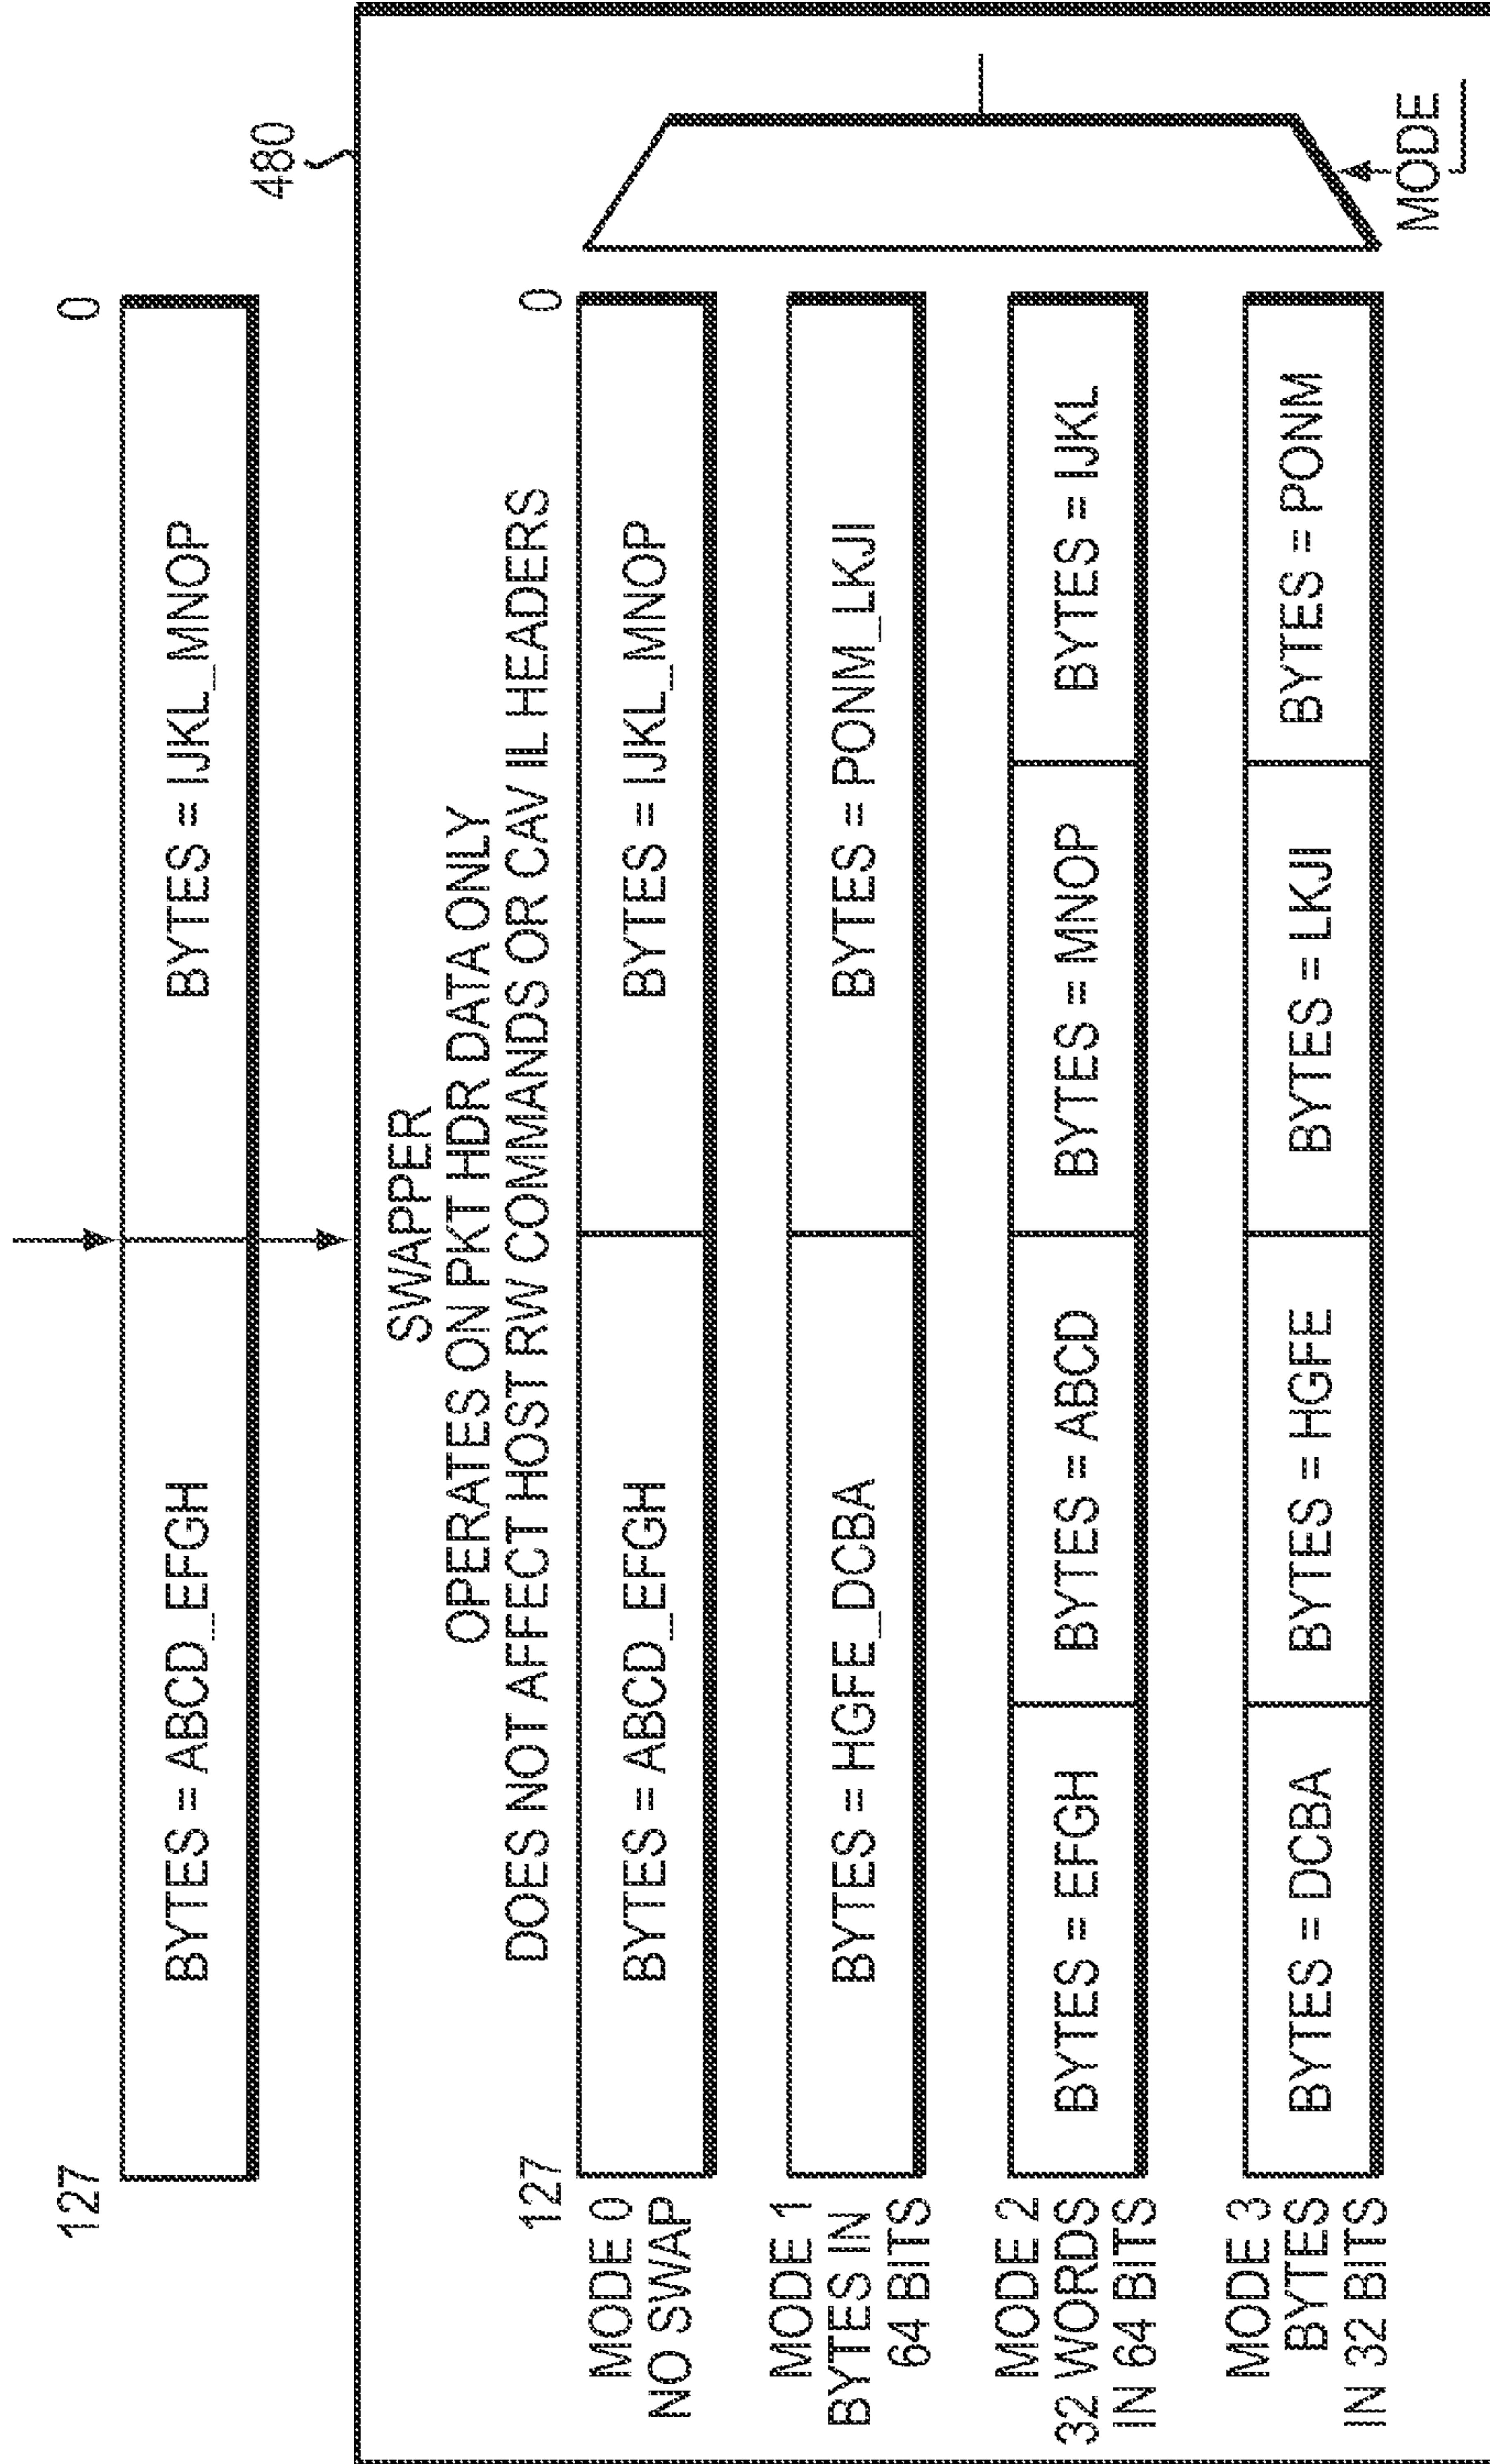 127 0
BYTES = ABCD_EFGH BYTES = IJKL_MNOP
480
SWAPPER
OPERATES ON PKT HDR DATA ONLY
DOES NOT AFFECT HOST RW COMMANDS OR CAV IL HEADERS
127 0
MODE 0
NO SWAP
BYTES = ABCD_EFGH BYTES = IJKL_MNOP
MODE 1
BYTES IN
64 BITS
BYTES = HGFE_DCBA BYTES = PONM_LKJI
MODE 2
32 WORDS
IN 64 BITS
BYTES = EFGH BYTES = ABCD BYTES = MNOP BYTES = IJKL
MODE 3
BYTES
IN 32 BITS
BYTES = DCBA BYTES = HGFE BYTES = LKJI BYTES = PONM
MODE